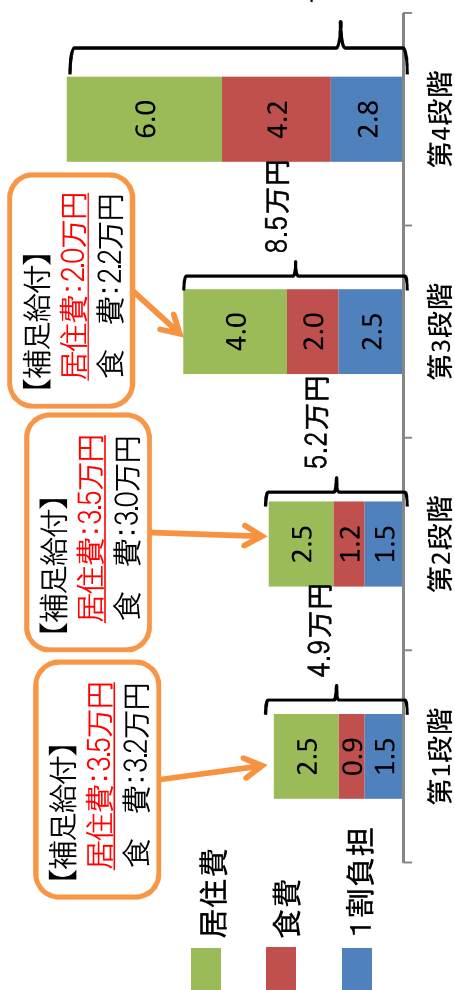 【補足給付】
居住費:3.5万円
食　費:3.2万円
【補足給付】
居住費:3.5万円
食　費:3.0万円
【補足給付】
居住費:2.0万円
食　費:2.2万円
居住費
食費
1割負担
2.5
0.9
1.5
4.9万円
2.5
1.2
1.5
5.2万円
4.0
2.0
2.5
8.5万円
6.0
4.2
2.8
第1段階
第2段階
第3段階
第4段階